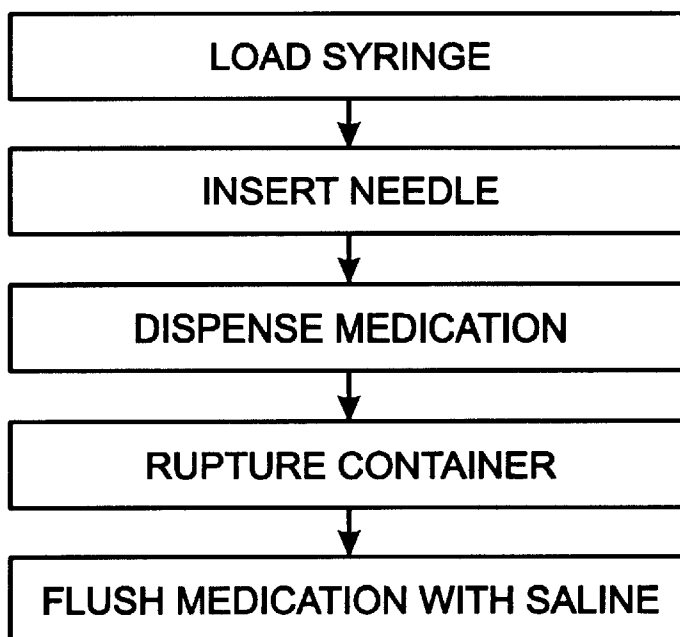 LOAD SYRINGE
INSERT NEEDLE
DISPENSE MEDICATION
RUPTURE CONTAINER
FLUSH MEDICATION WITH SALINE